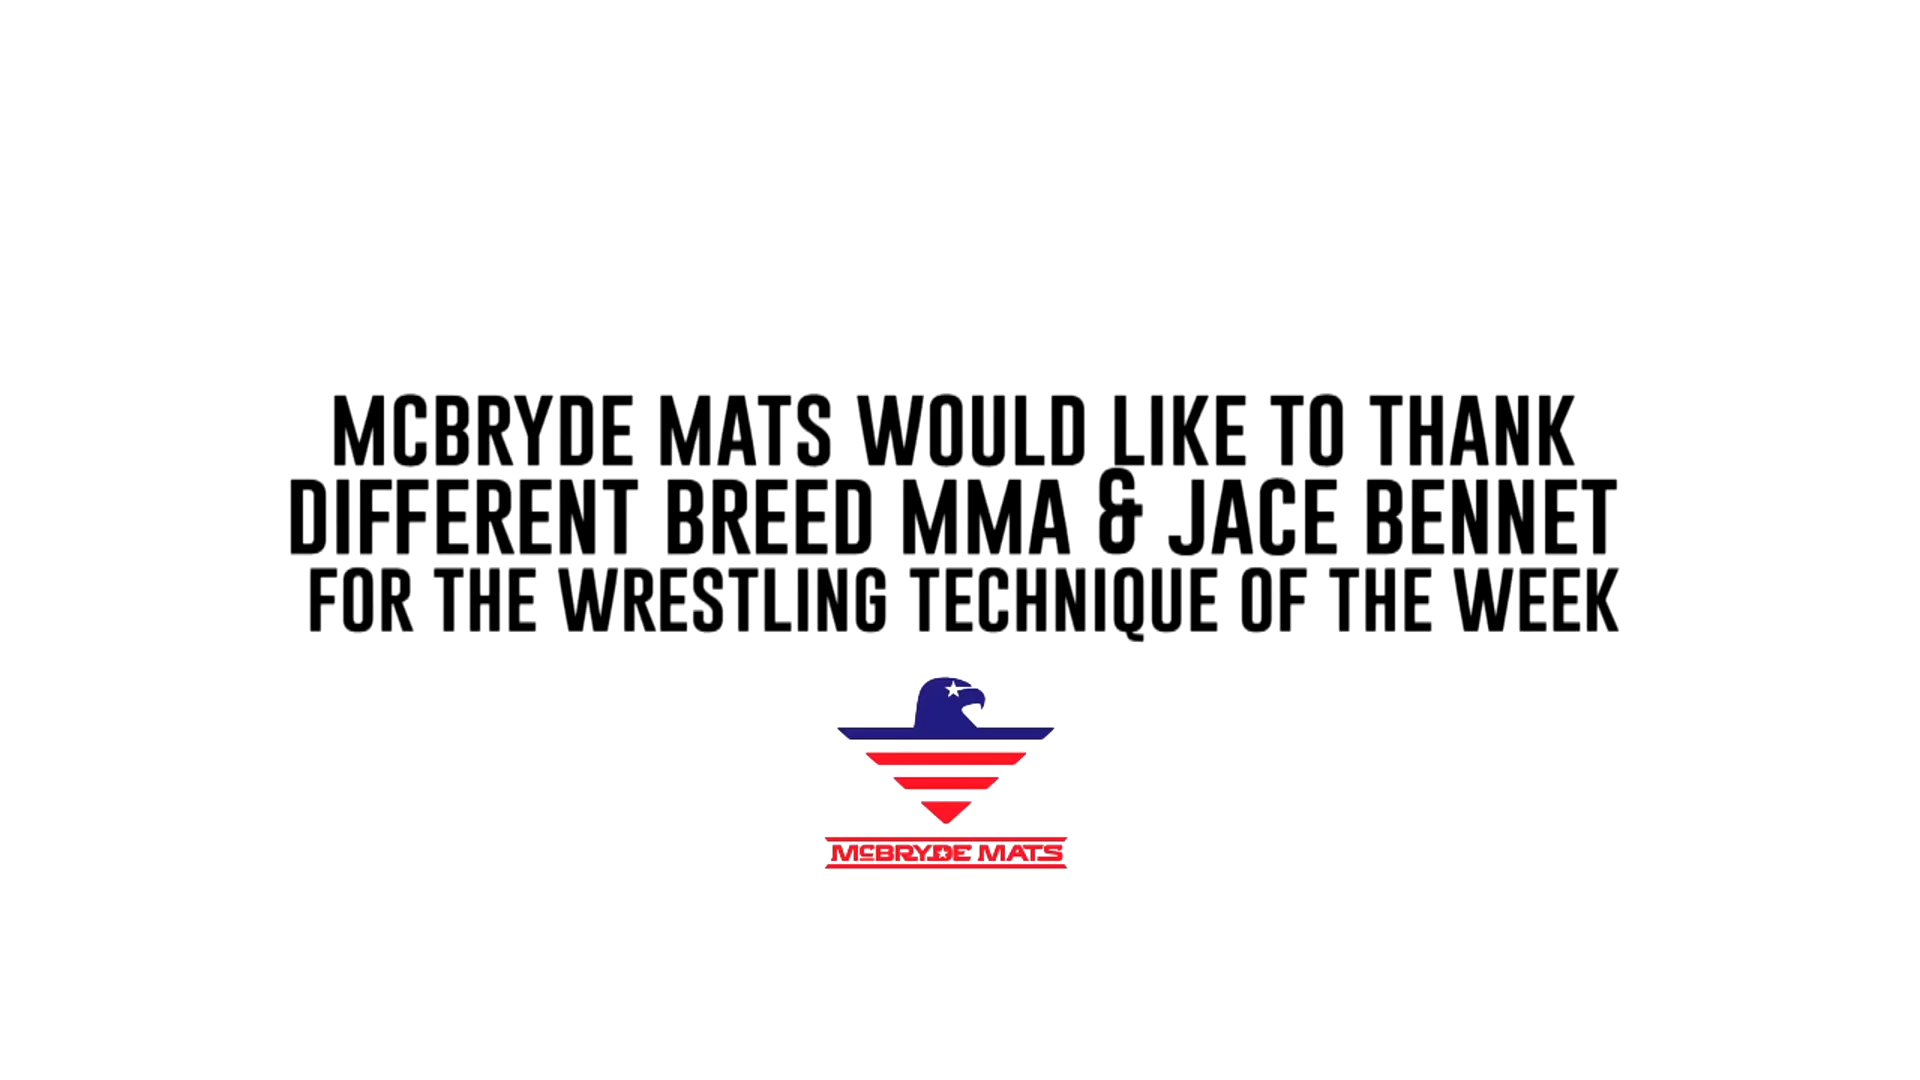 MCBRYDE MATS WOULD LIKE TO THANK
DIFFERENT BREED MMA & JACE BENNET
FOR THE WRESTLING TECHNIQUE OF THE WEEK
McBRYDE MATS